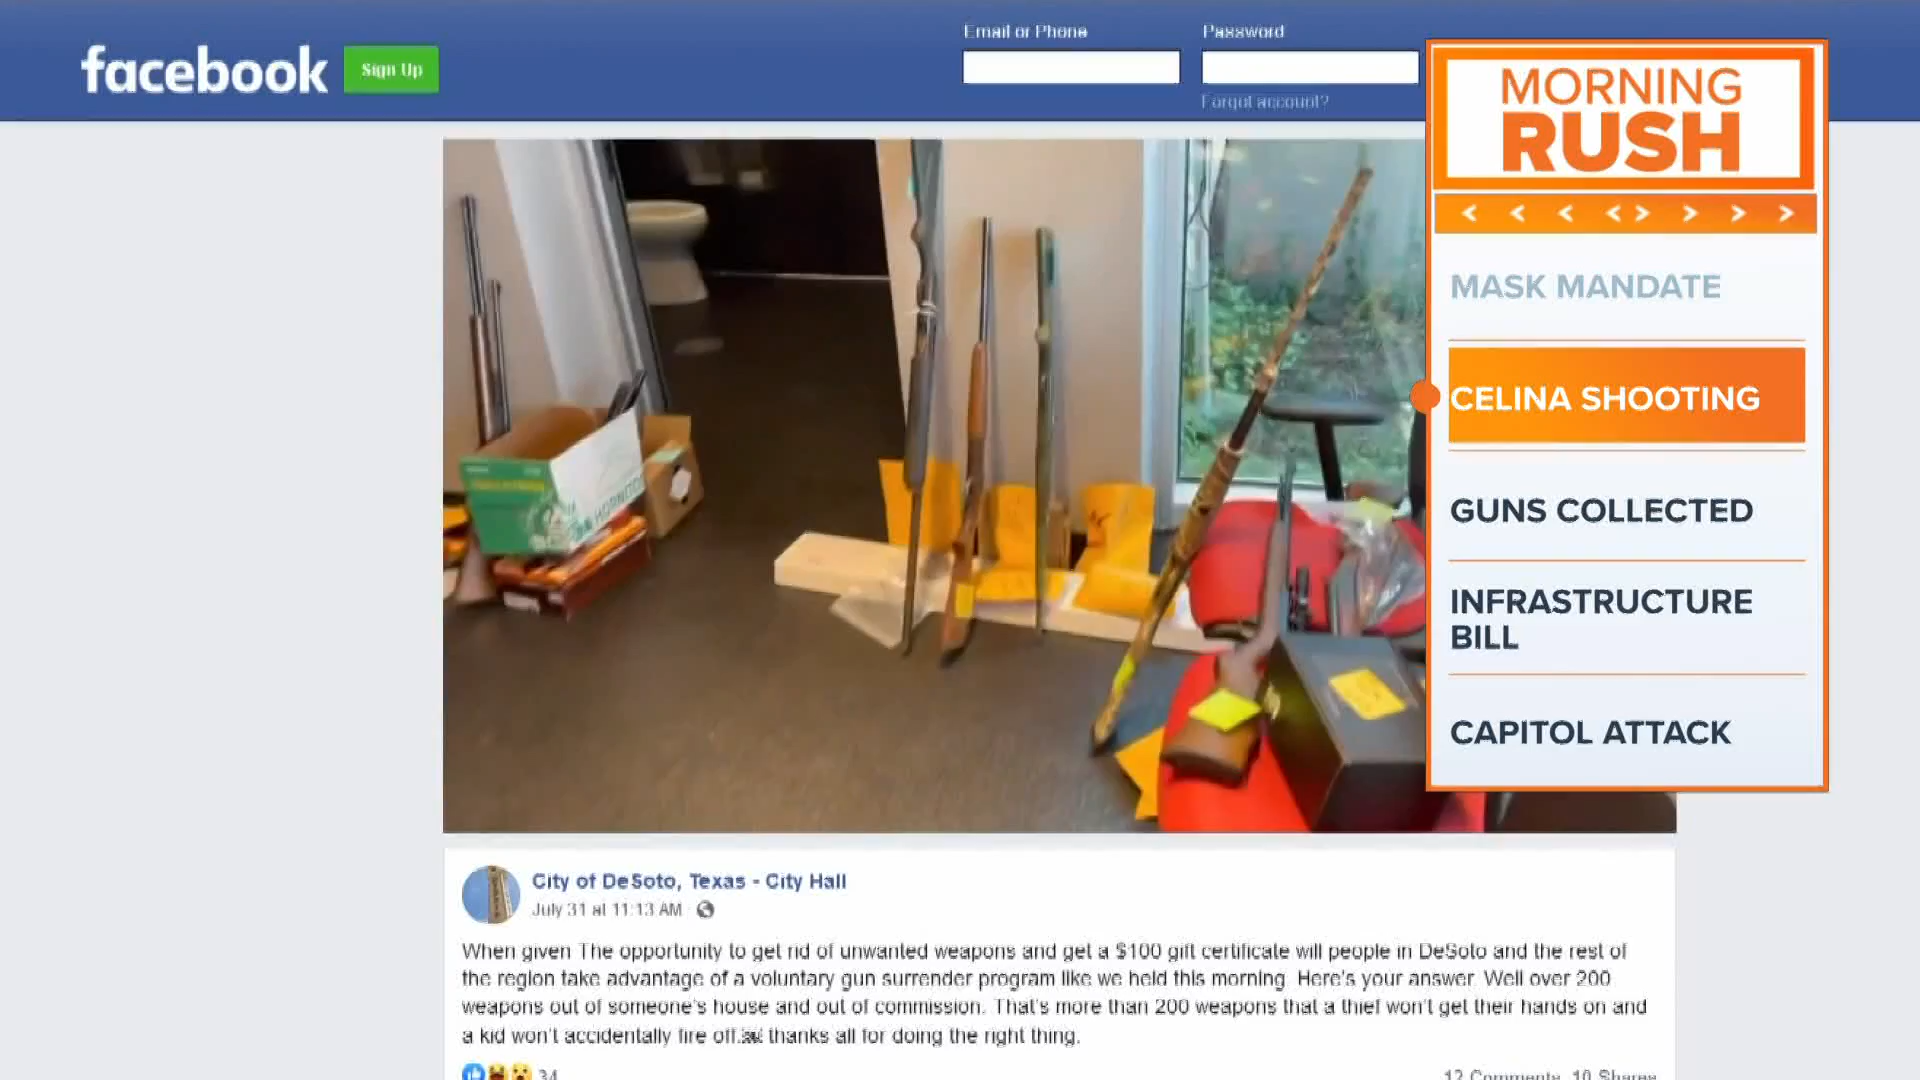 facebook
Sign Up
Email or Phone
Password
Forgot account?
MORNING
RUSH
MASK MANDATE
CELINA SHOOTING
GUNS COLLECTED
INFRASTRUCTURE
BILL
CAPITOL ATTACK
HORNADY
City of DeSoto, Texas - City Hall
July 31 at 11:13 AM
When given The opportunity to get rid of unwanted weapons and get a $100 gift certificate will people in DeSoto and the rest of
the region take advantage of a voluntary gun surrender program like we held this morning. Here's your answer. Well over 200
weapons out of someone's house and out of commission. That's more than 200 weapons that a thief won't get their hands on and
a kid won't accidentally fire off. thanks all for doing the right thing.
34
12 Comments 10 Shares